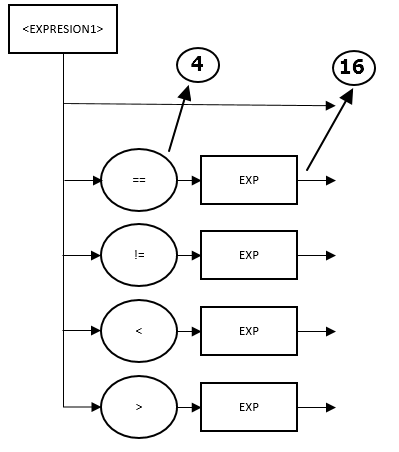 <EXPRESION1>
4
16
== EXP
!= EXP
< EXP
> EXP